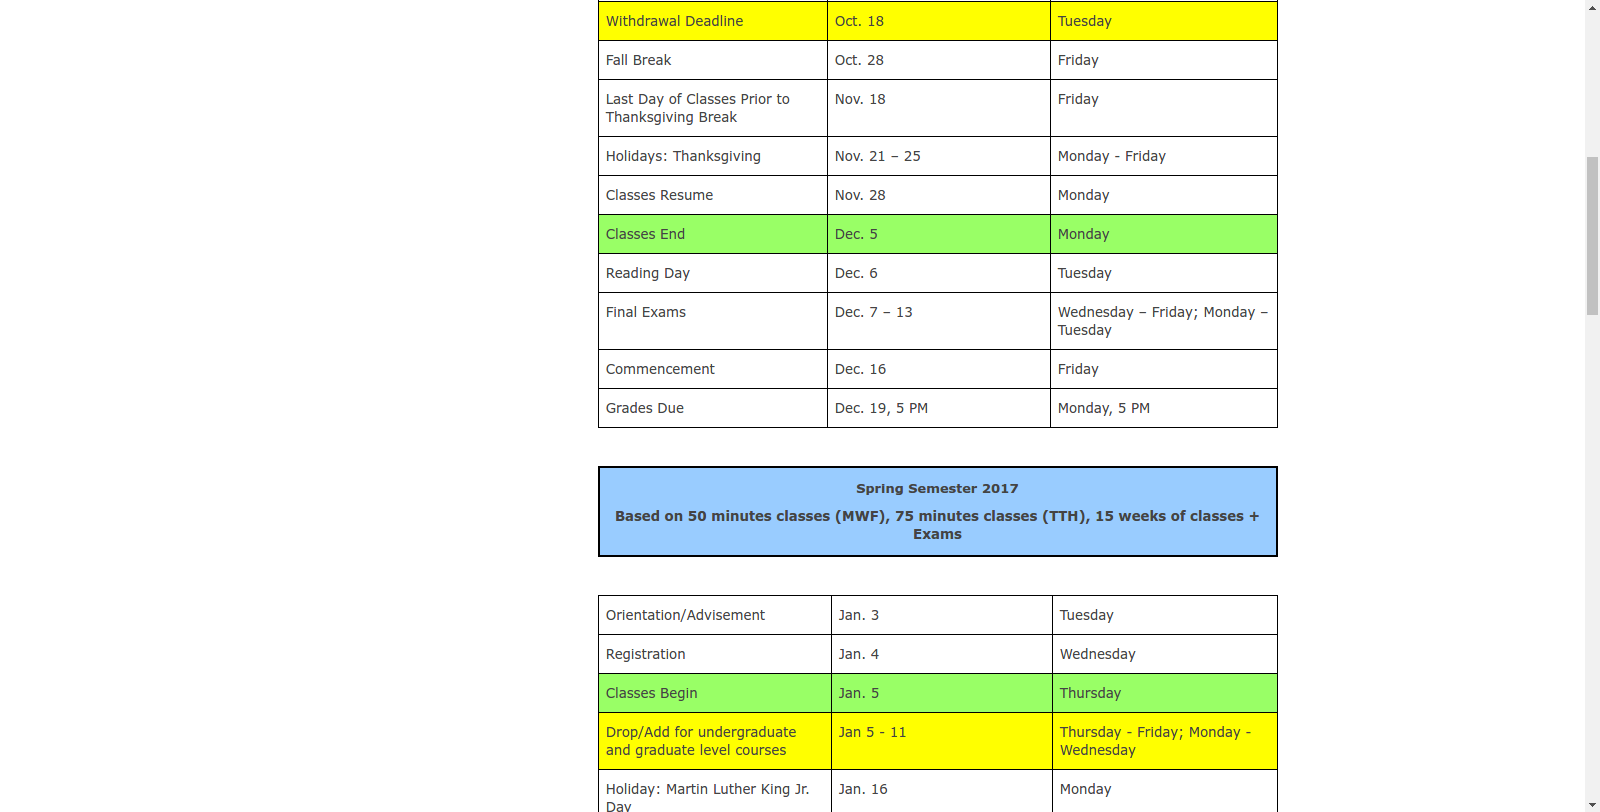 Withdrawal Deadline Oct. 18 Tuesday
Fall Break Oct. 28 Friday
Last Day of Classes Prior to Nov. 18 Friday
Thanksgiving Break
Holidays: Thanksgiving Nov. 21 – 25 Monday - Friday
Classes Resume Nov. 28 Monday
Classes End Dec. 5 Monday
Reading Day Dec. 6 Tuesday
Final Exams Dec. 7 – 13 Wednesday – Friday; Monday –
Tuesday
Commencement Dec. 16 Friday
Grades Due Dec. 19, 5 PM Monday, 5 PM
Spring Semester 2017
Based on 50 minutes classes (MWF), 75 minutes classes (TTH), 15 weeks of classes +
Exams
Orientation/Advisement Jan. 3 Tuesday
Registration Jan. 4 Wednesday
Classes Begin Jan. 5 Thursday
Drop/Add for undergraduate Jan 5 - 11 Thursday - Friday; Monday -
and graduate level courses Wednesday
Holiday: Martin Luther King Jr. Jan. 16 Monday
Day